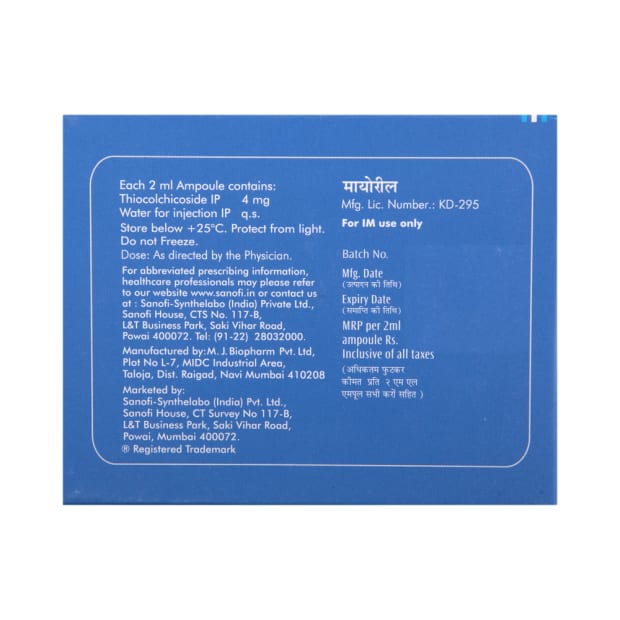 Each 2 ml Ampoule contains:
Thiocolchicoside IP 4 mg
Water for injection IP q.s.
Store below +25°C. Protect from light.
Do not Freeze.
Dose: As directed by the Physician.
For abbreviated prescribing information,
healthcare professionals may please refer
to our website www.sanofi.in or contact us
at : Sanofi-Synthelabo (India) Private Ltd.,
Sanofi House, CTS No. 117-B,
L&T Business Park, Saki Vihar Road,
Powai 400072. Tel: (91-22) 28032000.
Manufactured by: M. J. Biopharm Pvt. Ltd,
Plot No L-7, MIDC Industrial Area,
Taloja, Dist. Raigad, Navi Mumbai 410208
Marketed by:
Sanofi-Synthelabo (India) Pvt. Ltd.,
Sanofi House, CT Survey No 117-B,
L&T Business Park, Saki Vihar Road,
Powai, Mumbai 400072.
® Registered Trademark
मायोरील
Mfg. Lic. Number.: KD-295
For IM use only
Batch No.
Mfg. Date
(उत्पादन की तिथि)
Expiry Date
(समाप्ति की तिथि)
MRP per 2ml
ampoule Rs.
Inclusive of all taxes
(अधिकतम फुटकर
कीमत प्रति २ एम एल
एमपूल सभी करों सहित )